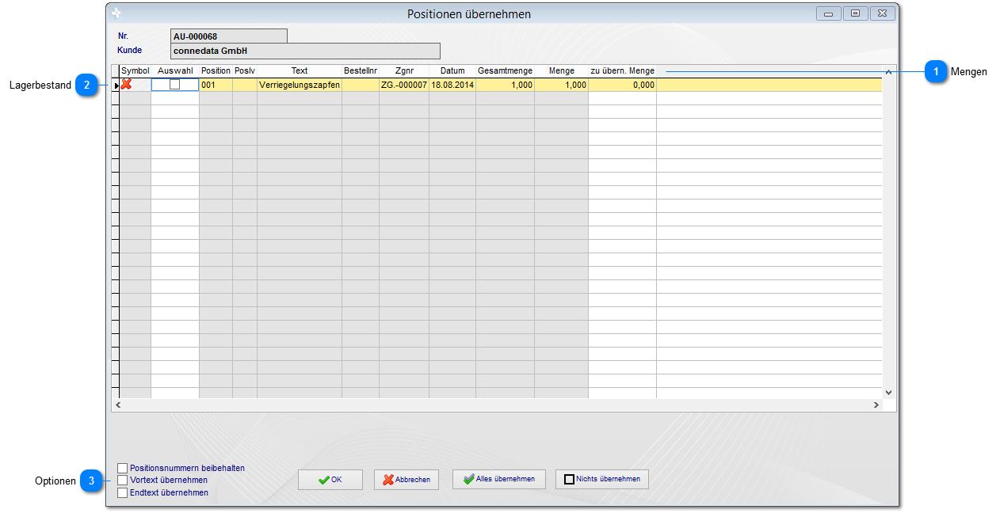 Positionen übernehmen
Nr. AU-000068
Kunde connedata GmbH
Symbol Auswahl Position Poslv Text Bestellnr Zgnr Datum Gesamtmenge Menge zu übern. Menge
1 Mengen
Lagerbestand 2
001 Verriegelungszapfen ZG.-000007 18.08.2014 1,000 1,000 0,000
Positionsnummern beibehalten
Optionen 3
Vortext übernehmen
Endtext übernehmen
OK Abbrechen Alles übernehmen Nichts übernehmen